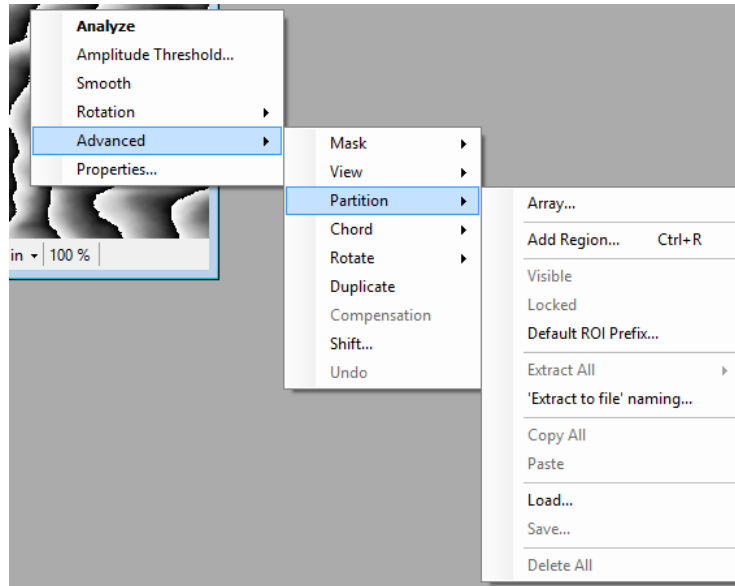 Analyze
Amplitude Threshold...
Smooth
Rotation
Advanced
Properties...
in
100 %
Mask
View
Partition
Chord
Rotate
Duplicate
Compensation
Shift...
Undo
Array...
Add Region... Ctrl+R
Visible
Locked
Default ROI Prefix...
Extract All
'Extract to file' naming...
Copy All
Paste
Load...
Save...
Delete All